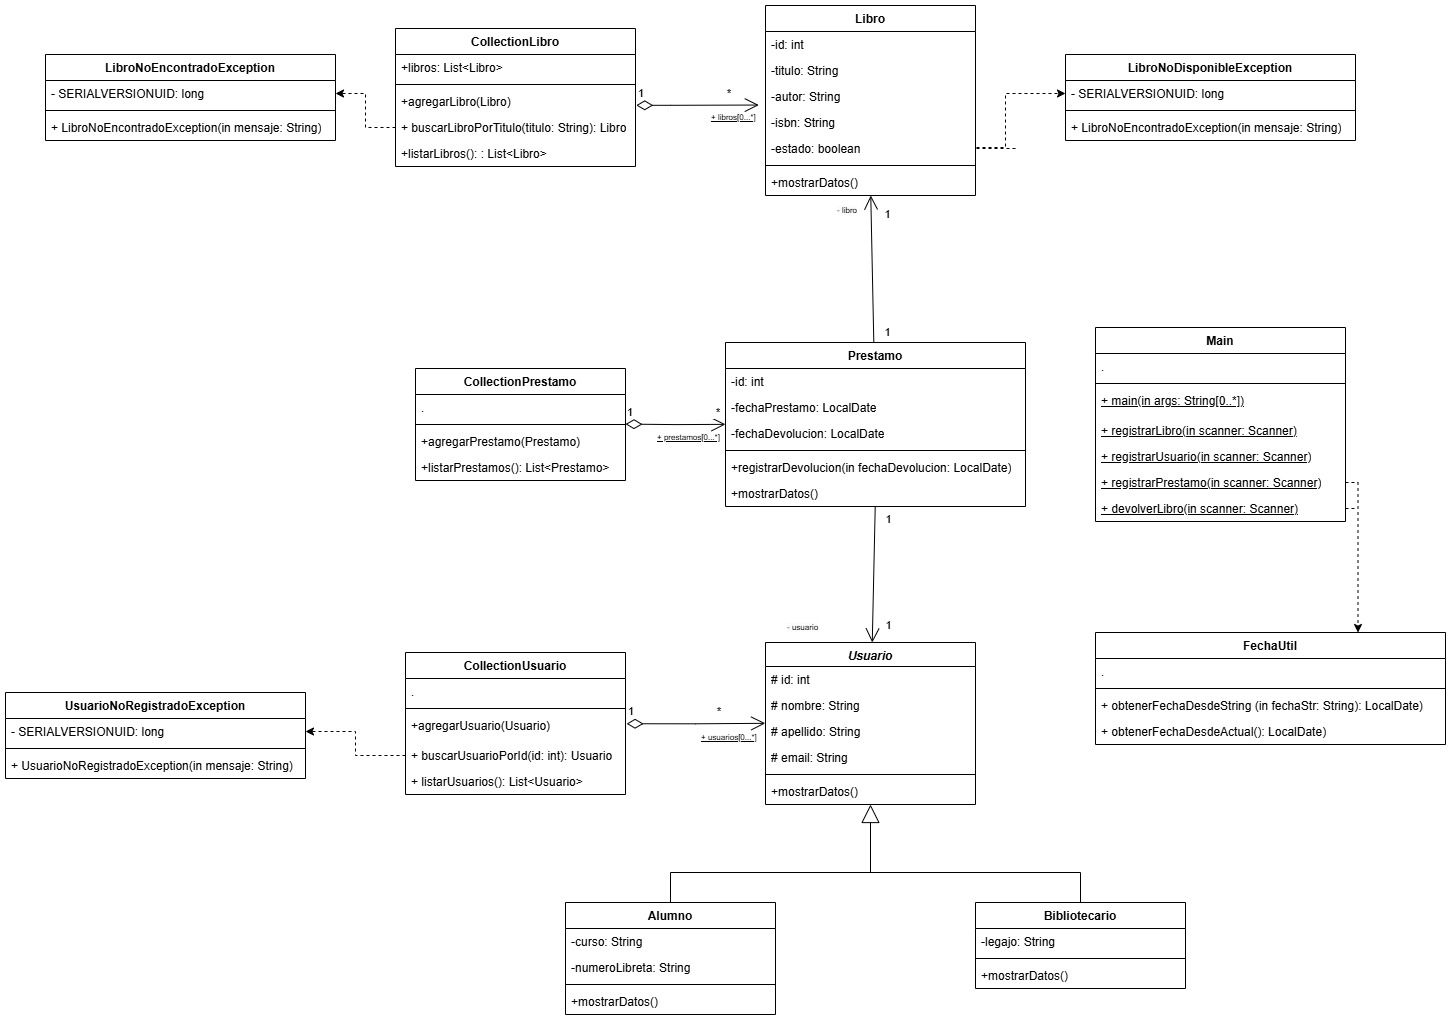 Libro
-id: int
-titulo: String
-autor: String
-isbn: String
-estado: boolean
+mostrarDatos()
CollectionLibro
+libros: List<Libro>
+agregarLibro(Libro)
+ buscarLibroPorTitulo(titulo: String): Libro
+listarLibros(): : List<Libro>
1
*
+ libros[0...*]
LibroNoEncontradoException
- SERIALVERSIONUID: long
+ LibroNoEncontradoException(in mensaje: String)
LibroNoDisponibleException
- SERIALVERSIONUID: long
+ LibroNoEncontradoException(in mensaje: String)
- libro
1
1
Prestamo
-id: int
-fechaPrestamo: LocalDate
-fechaDevolucion: LocalDate
+registrarDevolucion(in fechaDevolucion: LocalDate)
+mostrarDatos()
CollectionPrestamo
.
+agregarPrestamo(Prestamo)
+listarPrestamos(): List<Prestamo>
1
*
+ prestamos[0...*]
Main
.
+ main(in args: String[0..*])
+ registrarLibro(in scanner: Scanner)
+ registrarUsuario(in scanner: Scanner)
+ registrarPrestamo(in scanner: Scanner)
+ devolverLibro(in scanner: Scanner)
1
- usuario
1
Usuario
# id: int
# nombre: String
# apellido: String
# email: String
+mostrarDatos()
FechaUtil
.
+ obtenerFechaDesdeString (in fechaStr: String): LocalDate)
+ obtenerFechaDesdeActual(): LocalDate)
CollectionUsuario
.
+agregarUsuario(Usuario)
+ buscarUsuarioPorId(id: int): Usuario
+ listarUsuarios(): List<Usuario>
1
*
+ usuarios[0...*]
UsuarioNoRegistradoException
- SERIALVERSIONUID: long
+ UsuarioNoRegistradoException(in mensaje: String)
Alumno
-curso: String
-numeroLibreta: String
+mostrarDatos()
Bibliotecario
-legajo: String
+mostrarDatos()